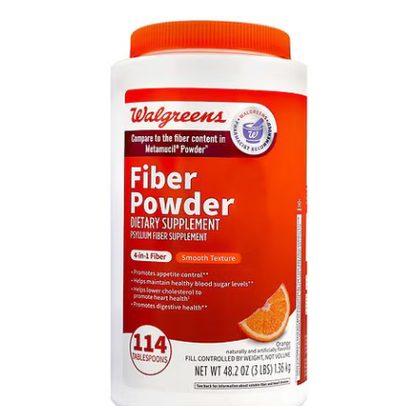 Walgreens
WALGREENS
PHARMACIST RECOMMENDED
Compare to the fiber content in
Metamucil® Powder^
Fiber
Powder
DIETARY SUPPLEMENT
PSYLLIUM FIBER SUPPLEMENT
4-in-1 Fiber
Smooth Texture
• Promotes appetite control**
• Helps maintain healthy blood sugar levels**
• Helps lower cholesterol to
promote heart health†
• Promotes digestive health**
114
TABLESPOONS
Orange
naturally and artificially flavored
FILL CONTROLLED BY WEIGHT, NOT VOLUME
NET WT 48.2 OZ (3 LBS) 1.36 kg